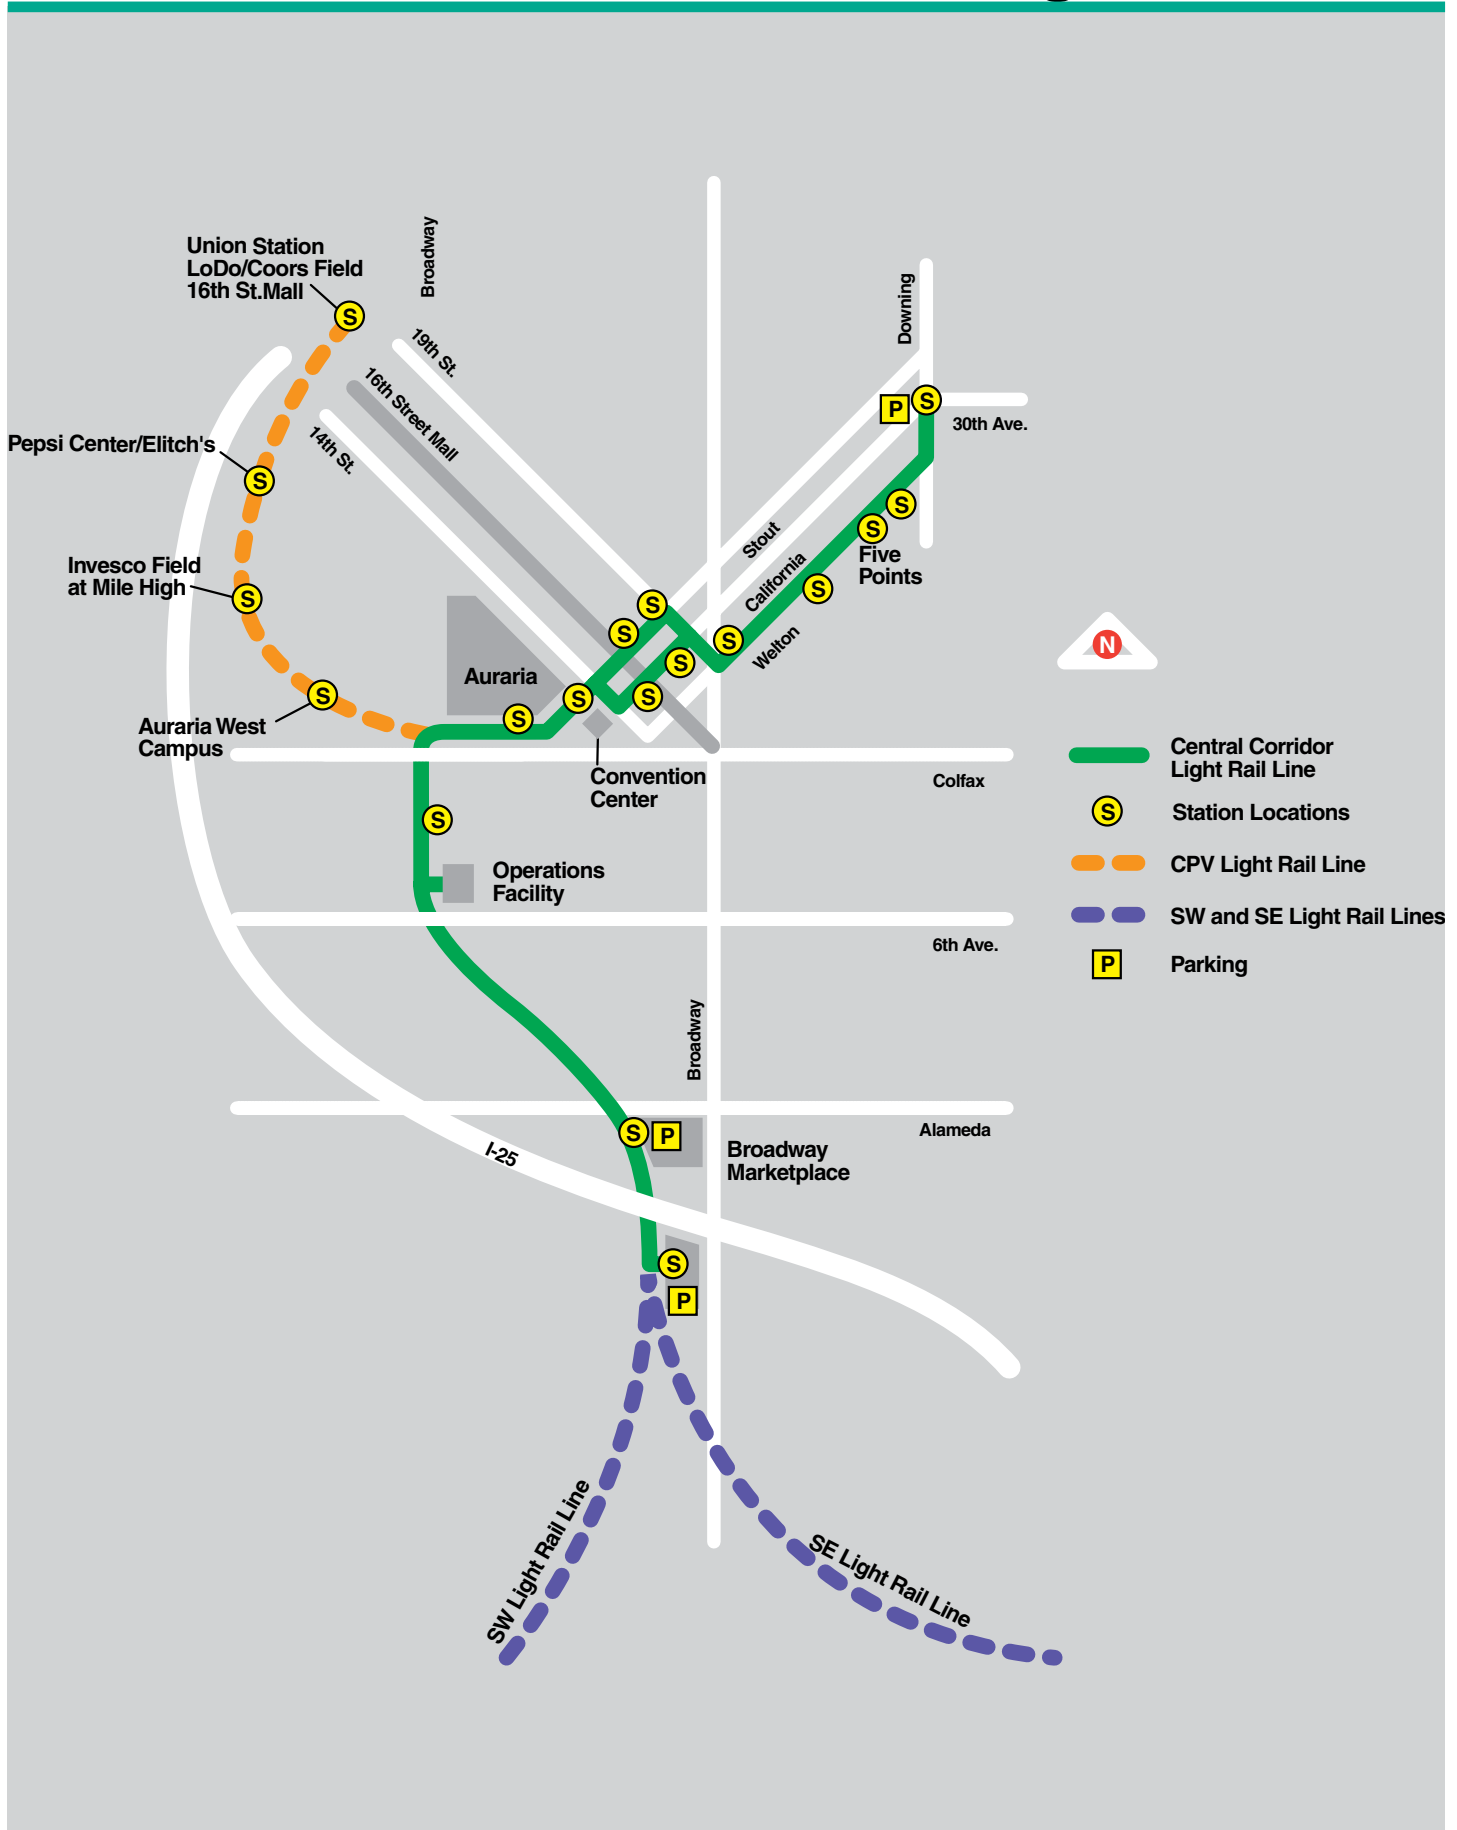 Broadway
Union Station
LoDo/Coors Field
16th St.Mall
S
19th St.
16th Street Mall
14th St.
Downing
P
S
30th Ave.
Pepsi Center/Elitch's
S
S
S
Five
Points
Stout
California
Welton
S
Invesco Field
at Mile High
S
S
S
S
S
S
S
S
Auraria
S
Auraria West
Campus
N
Convention
Center
Colfax
Central Corridor
Light Rail Line
S
Station Locations
S
Operations
Facility
CPV Light Rail Line
SW and SE Light Rail Lines
6th Ave.
P
Parking
Broadway
S
P
Alameda
Broadway
Marketplace
I-25
S
P
SW Light Rail Line
SE Light Rail Line